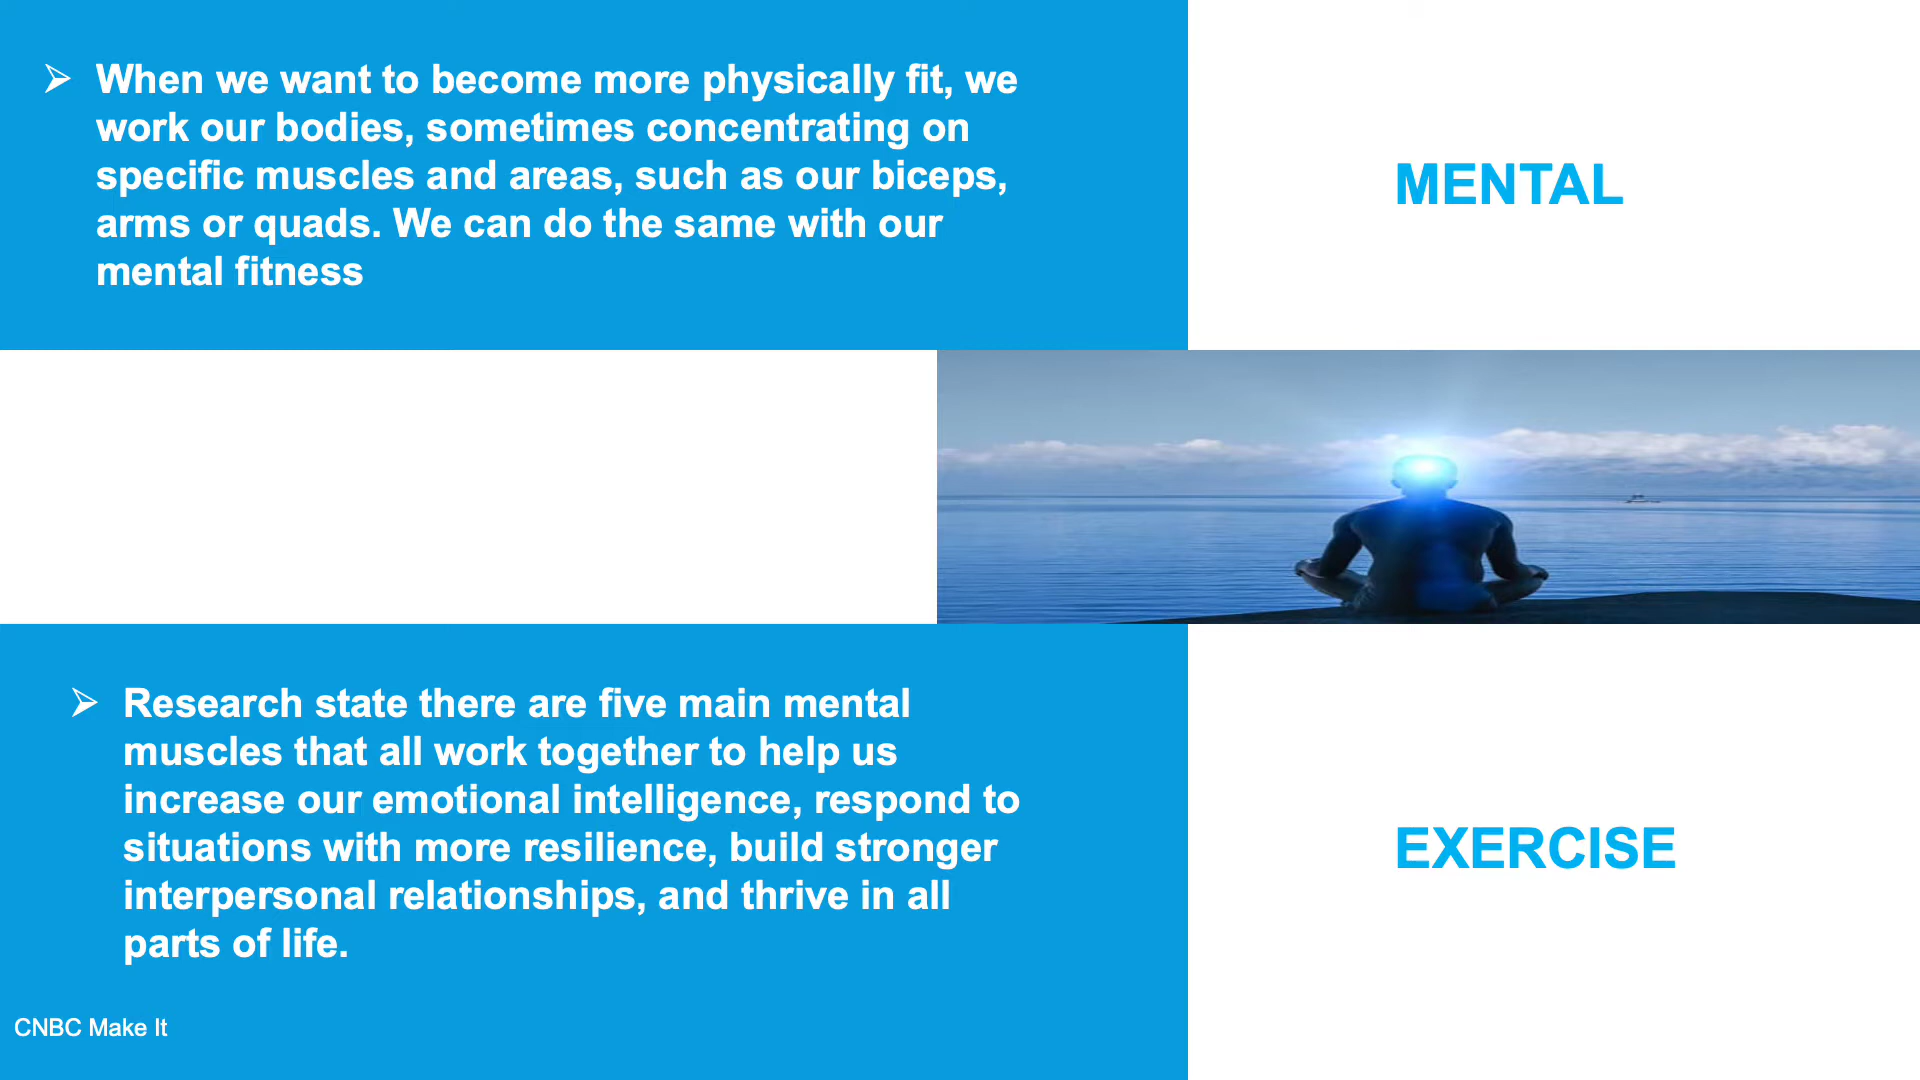 ➢ When we want to become more physically fit, we
work our bodies, sometimes concentrating on
specific muscles and areas, such as our biceps,
arms or quads. We can do the same with our
mental fitness
MENTAL
➢ Research state there are five main mental
muscles that all work together to help us
increase our emotional intelligence, respond to
situations with more resilience, build stronger
interpersonal relationships, and thrive in all
parts of life.
EXERCISE
CNBC Make It